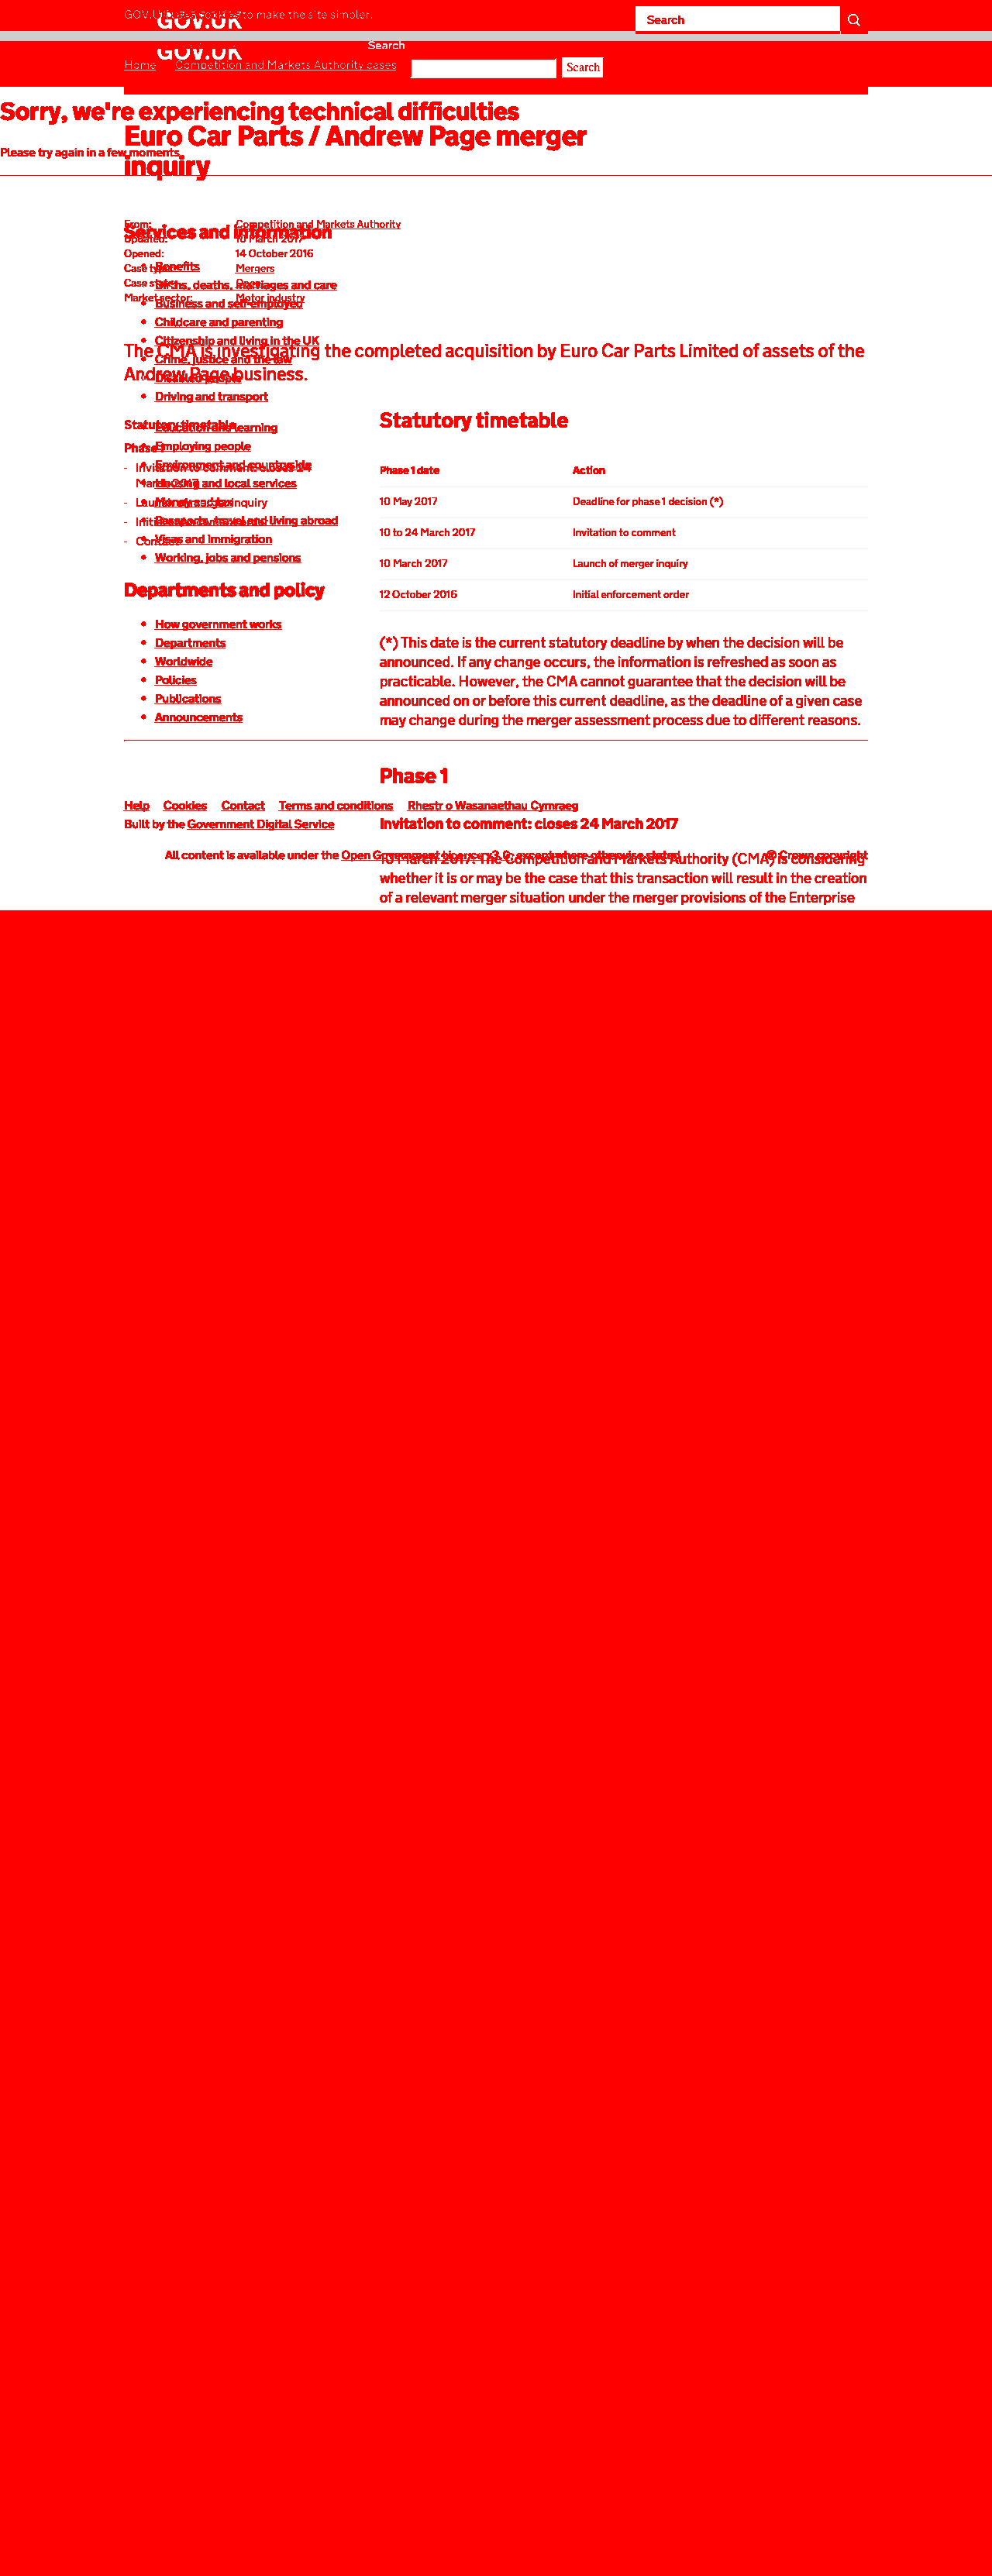 GOV.UK uses cookies to make the site simpler.
GOV.UK
Search
GOV.UK
Search
Home Competition and Markets Authority cases
Search
Sorry, we're experiencing technical difficulties
Please try again in a few moments.
Euro Car Parts / Andrew Page merger
inquiry
From: Competition and Markets Authority
Updated: 10 March 2017
Opened: 14 October 2016
Case type: Mergers
Case state: Open
Market sector: Motor industry
Services and information
Benefits
Births, deaths, marriages and care
Business and self-employed
Childcare and parenting
Citizenship and living in the UK
Crime, justice and the law
Disabled people
Driving and transport
Education and learning
Employing people
Environment and countryside
Housing and local services
Money and tax
Passports, travel and living abroad
Visas and immigration
Working, jobs and pensions
The CMA is investigating the completed acquisition by Euro Car Parts Limited of assets of the
Andrew Page business.
Statutory timetable
Phase 1
- Invitation to comment: closes 24
March 2017
- Launch of merger inquiry
- Initial enforcement order
- Contact
Statutory timetable
Phase 1 date Action
10 May 2017 Deadline for phase 1 decision (*)
10 to 24 March 2017 Invitation to comment
10 March 2017 Launch of merger inquiry
12 October 2016 Initial enforcement order
(*) This date is the current statutory deadline by when the decision will be
announced. If any change occurs, the information is refreshed as soon as
practicable. However, the CMA cannot guarantee that the decision will be
announced on or before this current deadline, as the deadline of a given case
may change during the merger assessment process due to different reasons.
Departments and policy
How government works
Departments
Worldwide
Policies
Publications
Announcements
Phase 1
Invitation to comment: closes 24 March 2017
10 March 2017: The Competition and Markets Authority (CMA) is considering
whether it is or may be the case that this transaction will result in the creation
of a relevant merger situation under the merger provisions of the Enterprise
Help Cookies Contact Terms and conditions Rhestr o Wasanaethau Cymraeg
Built by the Government Digital Service
All content is available under the Open Government Licence v3.0, except where otherwise stated
© Crown copyright